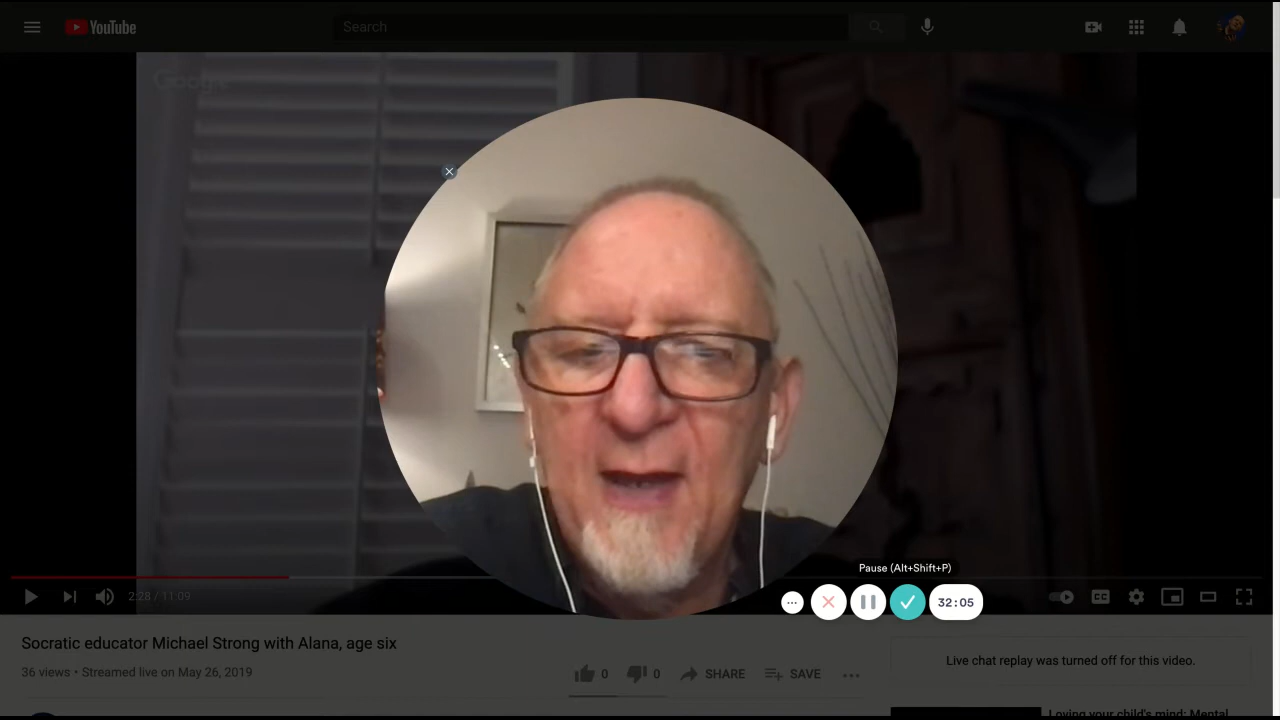 YouTube
Search
Google
Pause (Alt+Shift+P)
32:05
2:28 / 11:09
CC
Socratic educator Michael Strong with Alana, age six
36 views • Streamed live on May 26, 2019
0
0
SHARE
SAVE
Live chat replay was turned off for this video.
Loving your child's mind: Mental